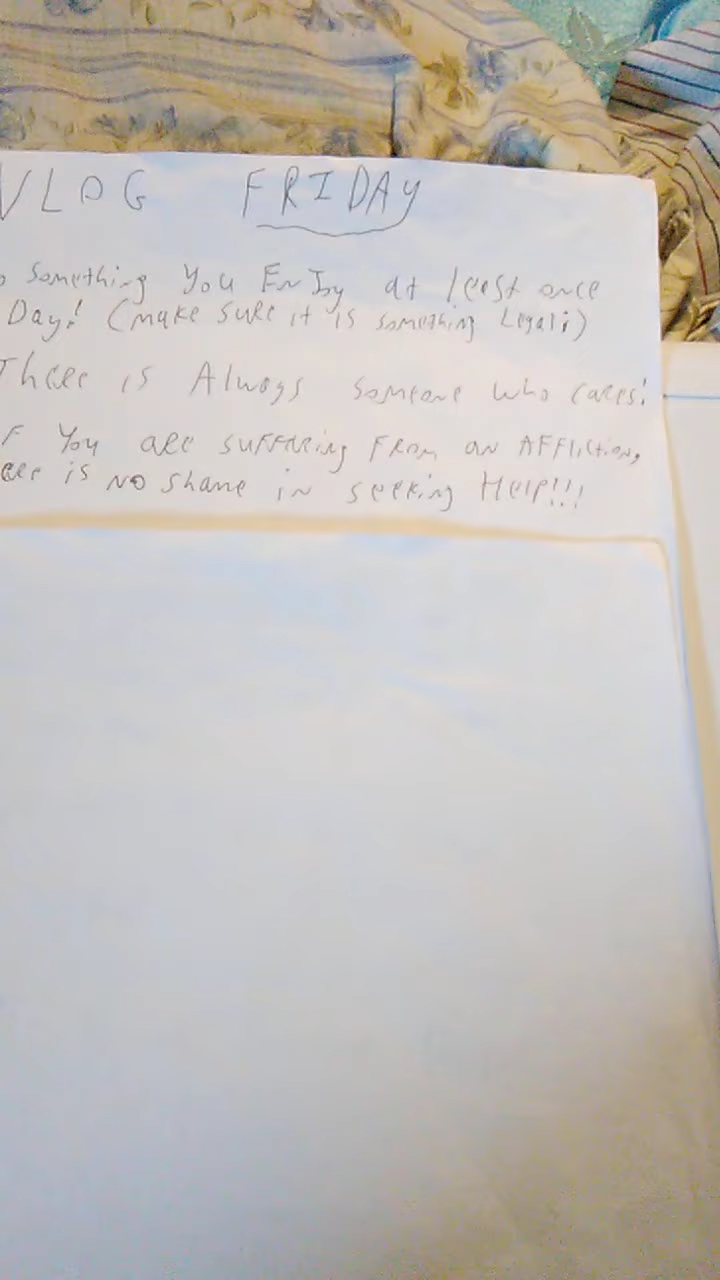 VLOG FRIDAY
Something You EnJoy at least once
Day! (make sure it is something Legal;)
There is Always someone who cares!
You are suffering From an AFFliction,
is No shame in seeking Help!!!